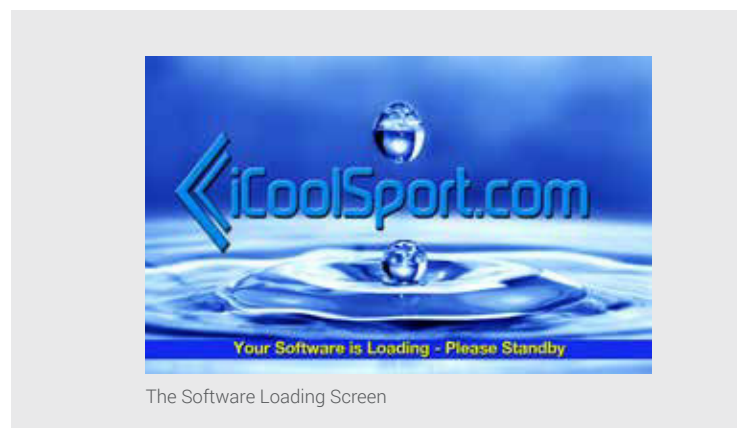 iCoolSport.com
Your Software is Loading - Please Standby
The Software Loading Screen